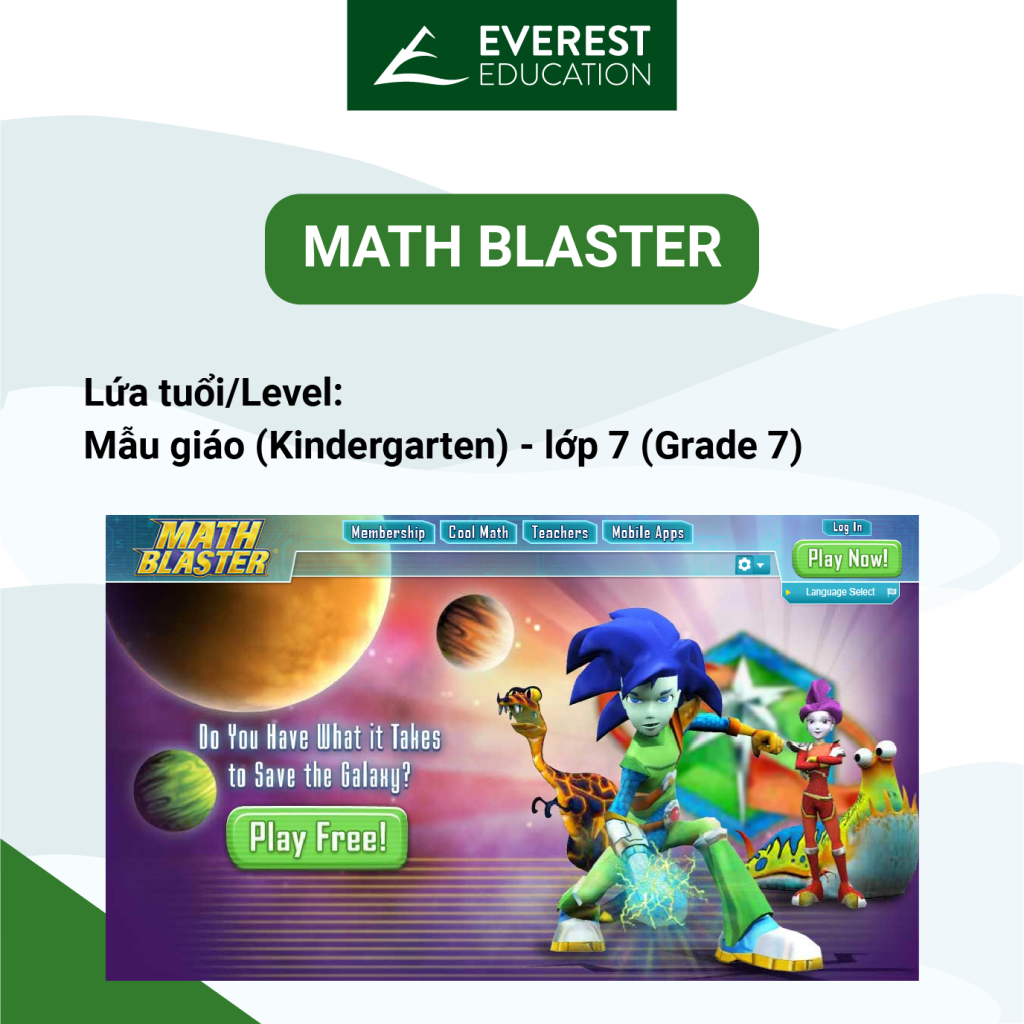 EVEREST
EDUCATION
MATH BLASTER
Lứa tuổi/Level:
Mẫu giáo (Kindergarten) - lớp 7 (Grade 7)
MATH
BLASTER
Membership
Cool Math
Teachers
Mobile Apps
Log In
Play Now!
Language Select
Do You Have What it Takes
to Save the Galaxy?
Play Free!